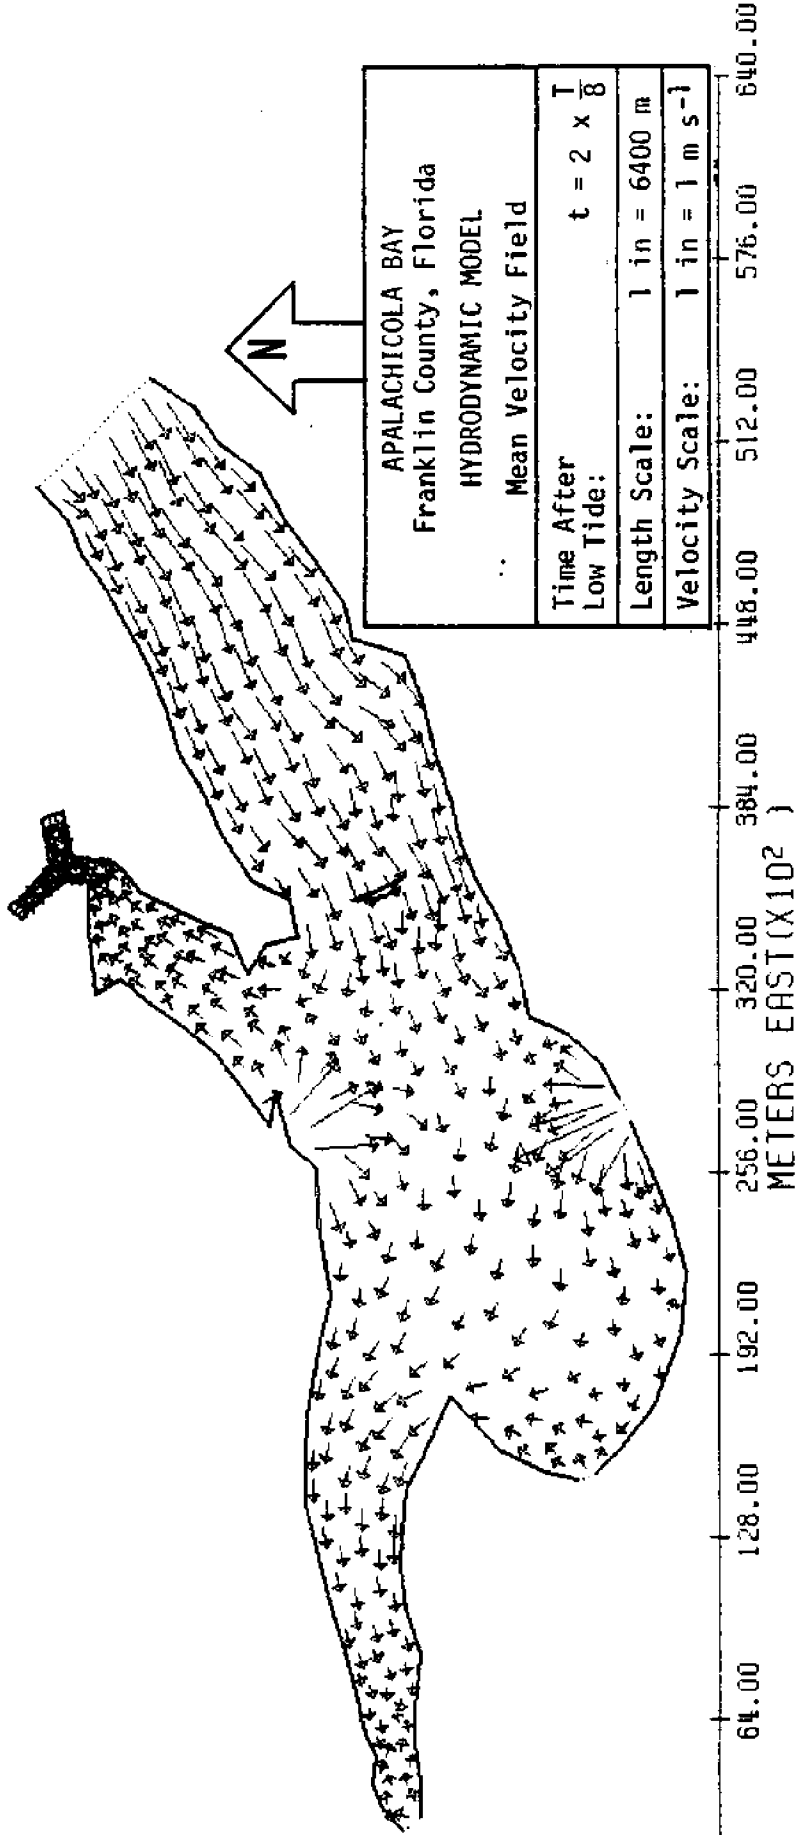 N
APALACHICOLA BAY
Franklin County, Florida
HYDRODYNAMIC MODEL
Mean Velocity Field
Time After
Low Tide: t = 2 x T/8
Length Scale: 1 in = 6400 m
Velocity Scale: 1 in = 1 m s⁻¹
64.00 128.00 192.00 256.00 320.00 384.00 448.00 512.00 576.00 640.00
METERS EAST(X10² )